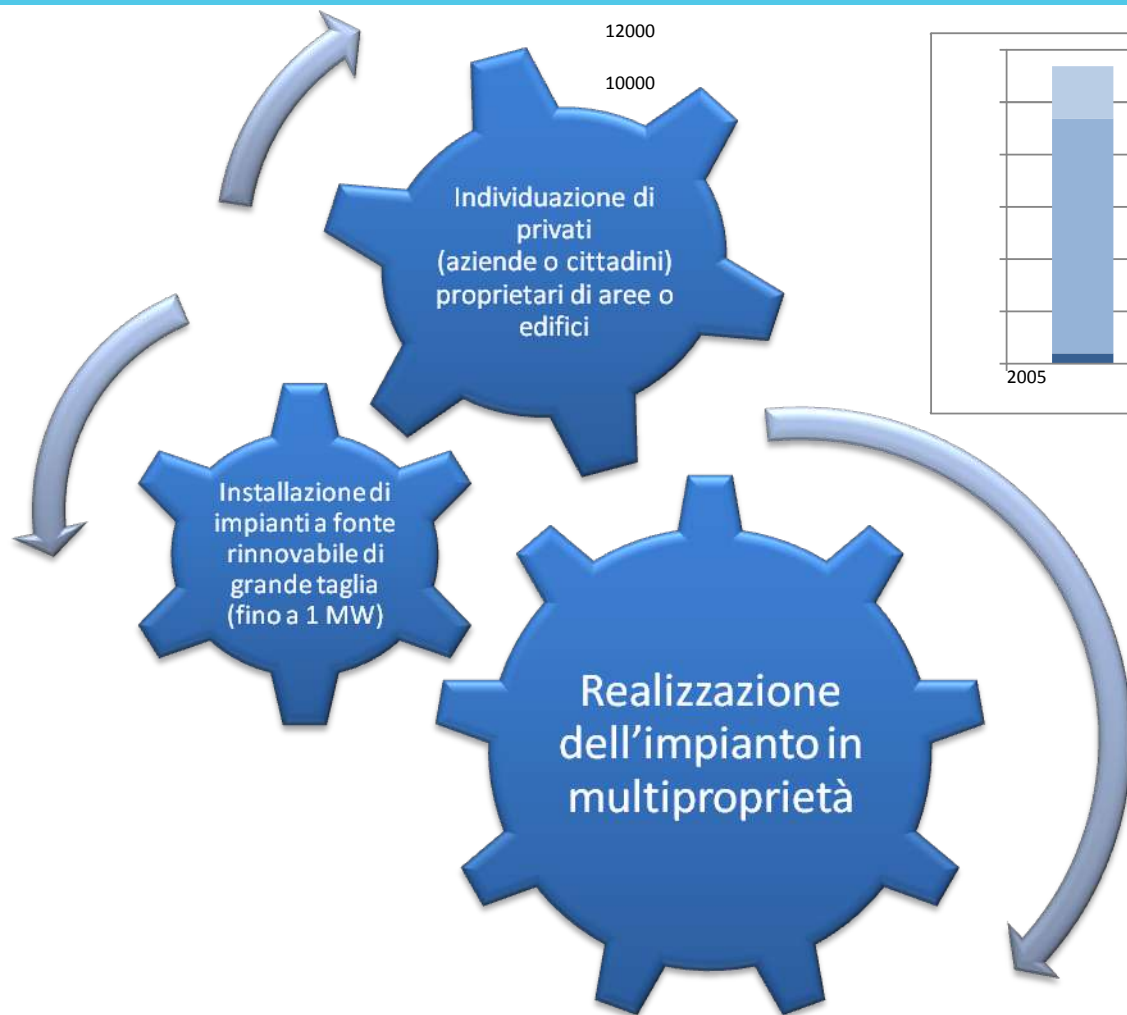 12000
10000
Individuazione di
privati
(aziende o cittadini)
proprietari di aree o
edifici
2005
Installazione di
impianti a fonte
rinnovabile di
grande taglia
(fino a 1 MW)
Realizzazione
dell’impianto in
multiproprietà